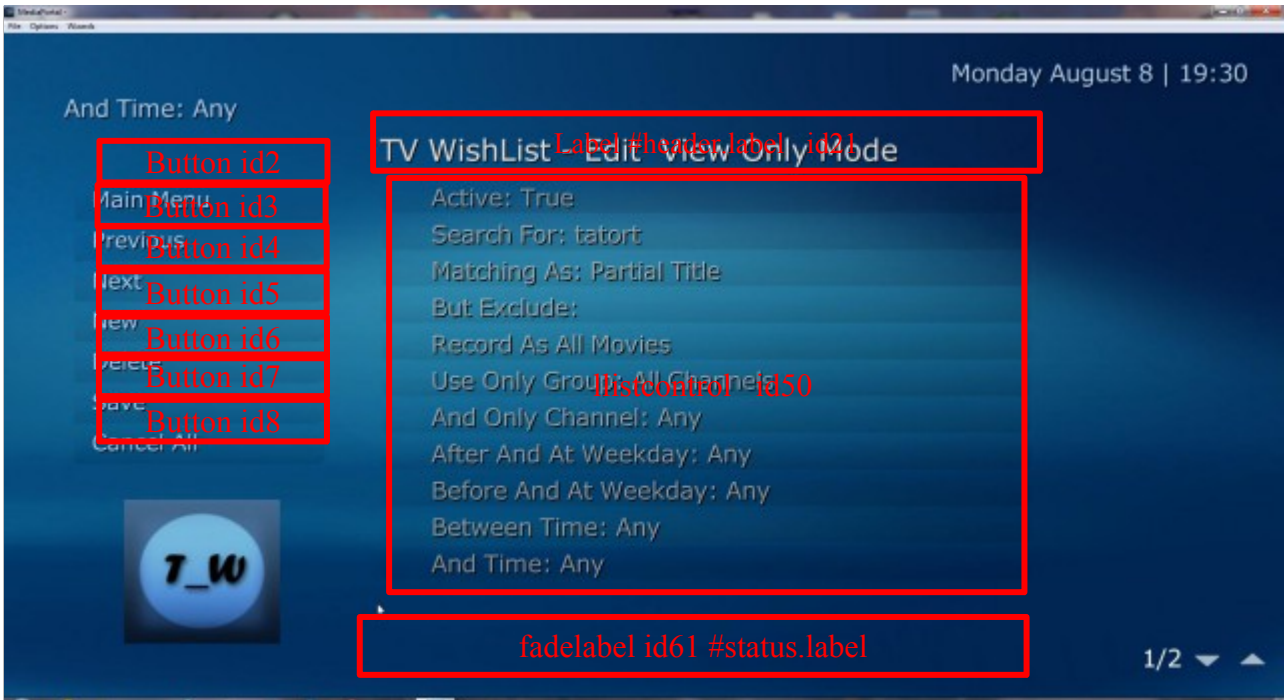 MediaPortal -
File Options Wizards
Monday August 8 | 19:30
And Time: Any
Label #header.label id21
TV WishList - Edit View Only Mode
Button id2
Main Menu
Button id3
Previous
Button id4
Next
Button id5
New
Button id6
Delete
Button id7
Save
Button id8
Cancel All
Active: True
Search For: tatort
Matching As: Partial Title
But Exclude:
Record As All Movies
Use Only Group: All Channels
listcontrol id50
And Only Channel: Any
After And At Weekday: Any
Before And At Weekday: Any
Between Time: Any
And Time: Any
T_W
fadelabel id61 #status.label
1/2